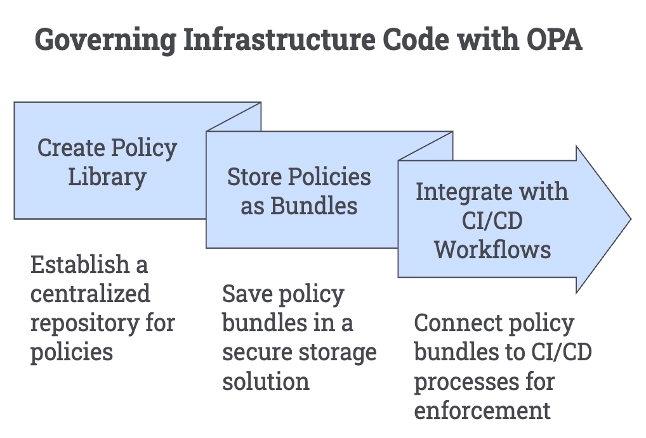 Governing Infrastructure Code with OPA
Create Policy
Library
Establish a
centralized
repository for
policies
Store Policies
as Bundles
Save policy
bundles in a
secure storage
solution
Integrate with
CI/CD
Workflows
Connect policy
bundles to CI/CD
processes for
enforcement